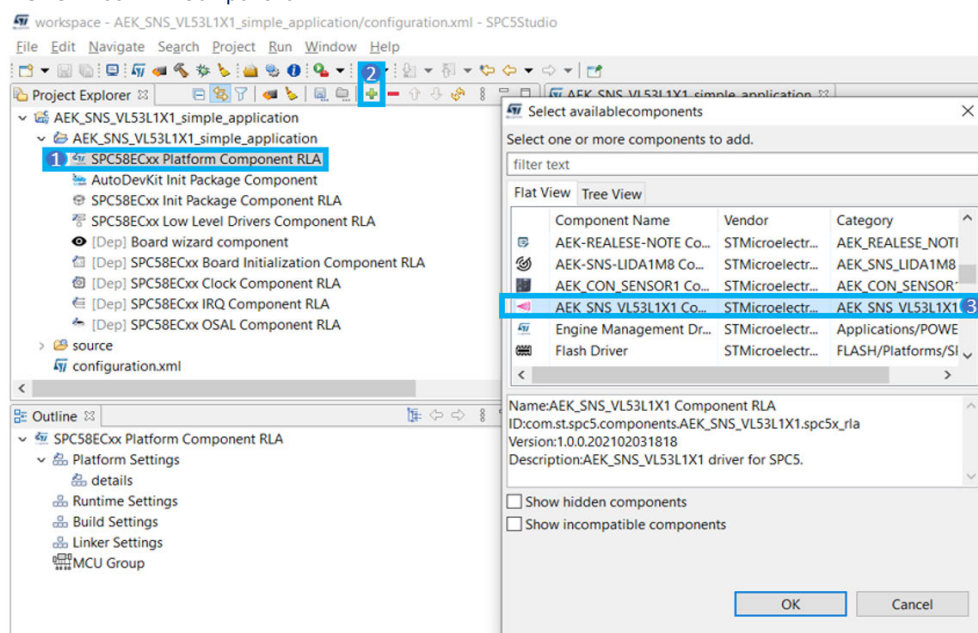 workspace - AEK_SNS_VL53L1X1_simple_application/configuration.xml - SPC5Studio
File Edit Navigate Search Project Run Window Help
2
Project Explorer
AEK_SNS_VL53L1X1_simple_application
AEK_SNS_VL53L1X1_simple_application
1 SPC58ECxx Platform Component RLA
AutoDevKit Init Package Component
SPC58ECxx Init Package Component RLA
SPC58ECxx Low Level Drivers Component RLA
[Dep] Board wizard component
[Dep] SPC58ECxx Board Initialization Component RLA
[Dep] SPC58ECxx Clock Component RLA
[Dep] SPC58ECxx IRQ Component RLA
[Dep] SPC58ECxx OSAL Component RLA
source
configuration.xml
Outline
SPC58ECxx Platform Component RLA
Platform Settings
details
Runtime Settings
Build Settings
Linker Settings
MCU Group
AEK_SNS_VL53L1X1_simple_application
Select availablecomponents
Select one or more components to add.
filter text
Flat View Tree View
Component Name Vendor Category
AEK-REALESE-NOTE Co... STMicroelectr... AEK_REALESE_NOTI
AEK-SNS-LIDA1M8 Co... STMicroelectr... AEK_SNS_LIDA1M8
AEK_CON_SENSOR1 Co... STMicroelectr... AEK_CON_SENSOR
AEK_SNS_VL53L1X1 Co... STMicroelectr... AEK_SNS_VL53L1X1 3
Engine Management Dr... STMicroelectr... Applications/POWE
Flash Driver STMicroelectr... FLASH/Platforms/SI
Name:AEK_SNS_VL53L1X1 Component RLA
ID:com.st.spc5.components.AEK_SNS_VL53L1X1.spc5x_rla
Version:1.0.0.202102031818
Description:AEK_SNS_VL53L1X1 driver for SPC5.
Show hidden components
Show incompatible components
OK Cancel